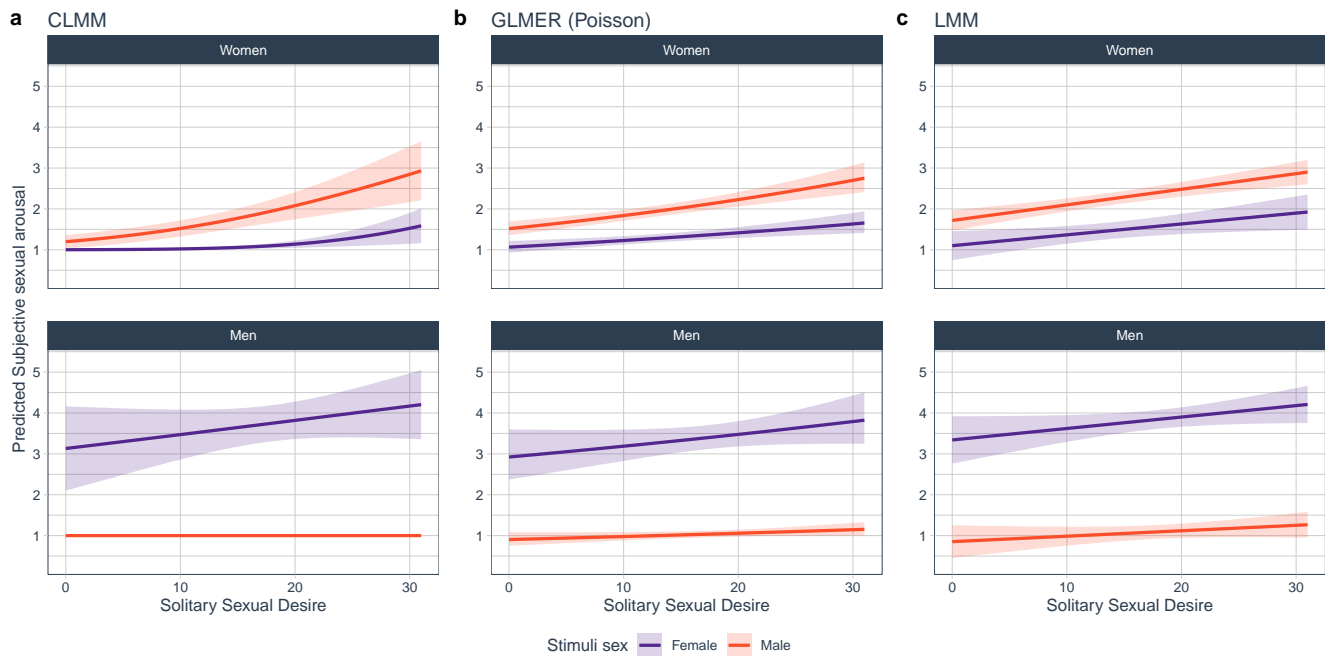 a CLMM
b GLMER (Poisson)
c LMM
Predicted Subjective sexual arousal
Women
5
4
3
2
1
Men
5
4
3
2
1
0 10 20 30
Solitary Sexual Desire
Women
5
4
3
2
1
Men
5
4
3
2
1
0 10 20 30
Solitary Sexual Desire
Women
5
4
3
2
1
Men
5
4
3
2
1
0 10 20 30
Solitary Sexual Desire
Stimuli sex Female Male